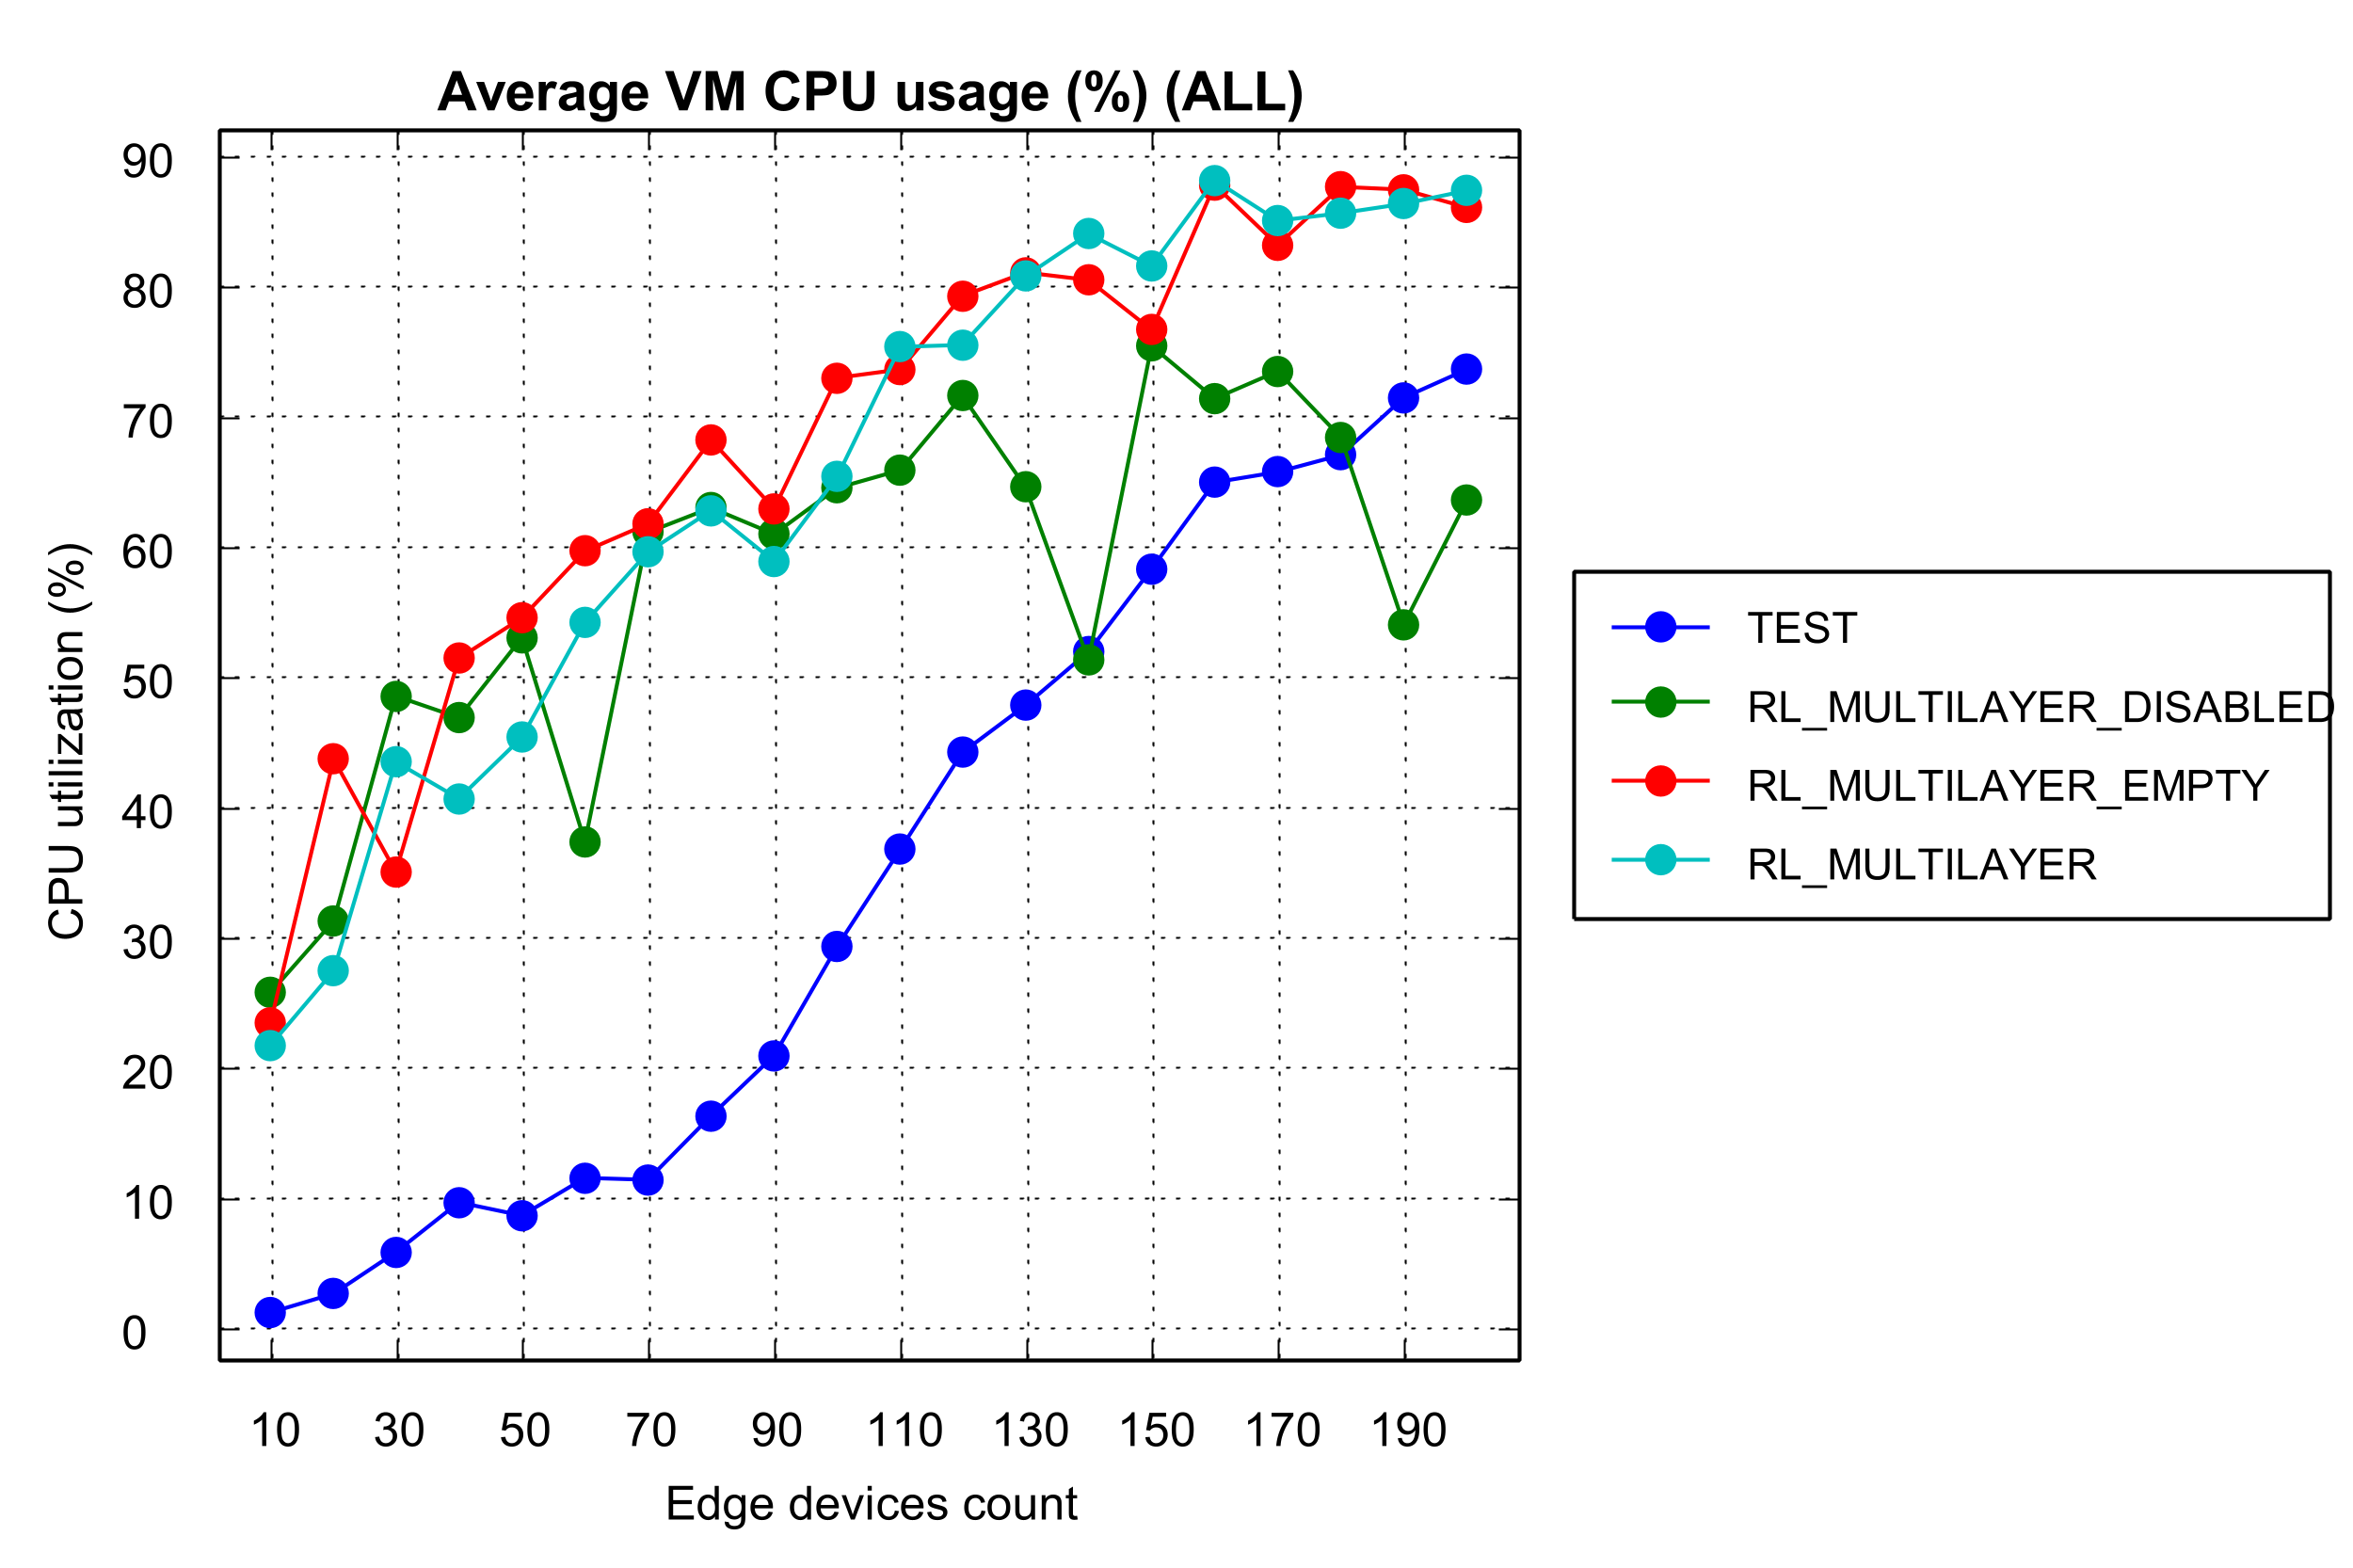 Average VM CPU usage (%) (ALL)
90
80
70
60
50
40
30
20
10
0
CPU utilization (%)
10 30 50 70 90 110 130 150 170 190
Edge devices count
TEST
RL_MULTILAYER_DISABLED
RL_MULTILAYER_EMPTY
RL_MULTILAYER